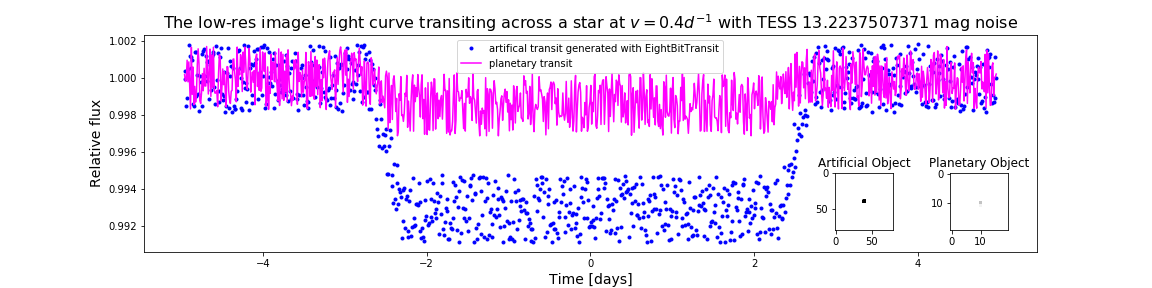 The low-res image's light curve transiting across a star at v = 0.4d⁻¹ with TESS 13.2237507371 mag noise
artifical transit generated with EightBitTransit
planetary transit
Relative flux
1.002
1.000
0.998
0.996
0.994
0.992
Artificial Object
Planetary Object
0
50
0
50
0
10
0
10
−4
−2
0
2
4
Time [days]